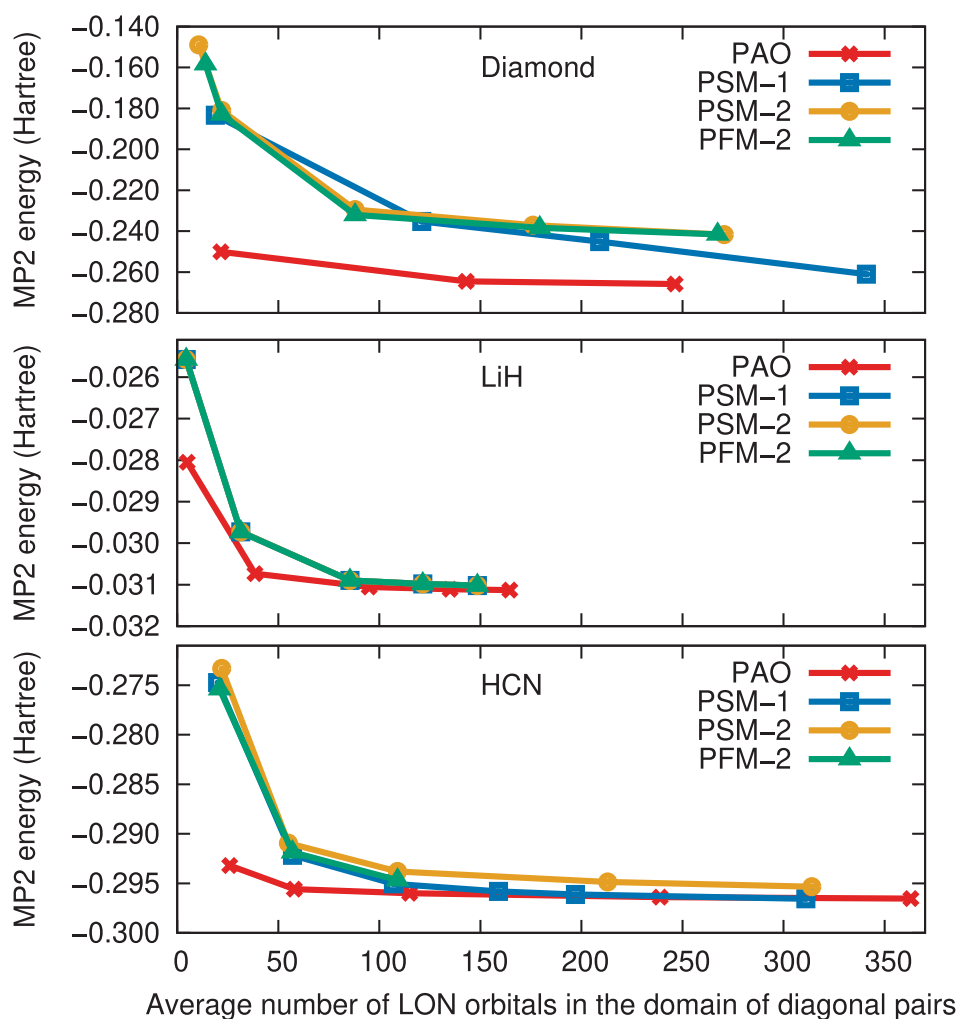 MP2 energy (Hartree)
−0.140
−0.160
−0.180
−0.200
−0.220
−0.240
−0.260
−0.280
Diamond
PAO
PSM−1
PSM−2
PFM−2
MP2 energy (Hartree)
−0.026
−0.027
−0.028
−0.029
−0.030
−0.031
−0.032
LiH
PAO
PSM−1
PSM−2
PFM−2
MP2 energy (Hartree)
−0.275
−0.280
−0.285
−0.290
−0.295
−0.300
HCN
PAO
PSM−1
PSM−2
PFM−2
0 50 100 150 200 250 300 350
Average number of LON orbitals in the domain of diagonal pairs